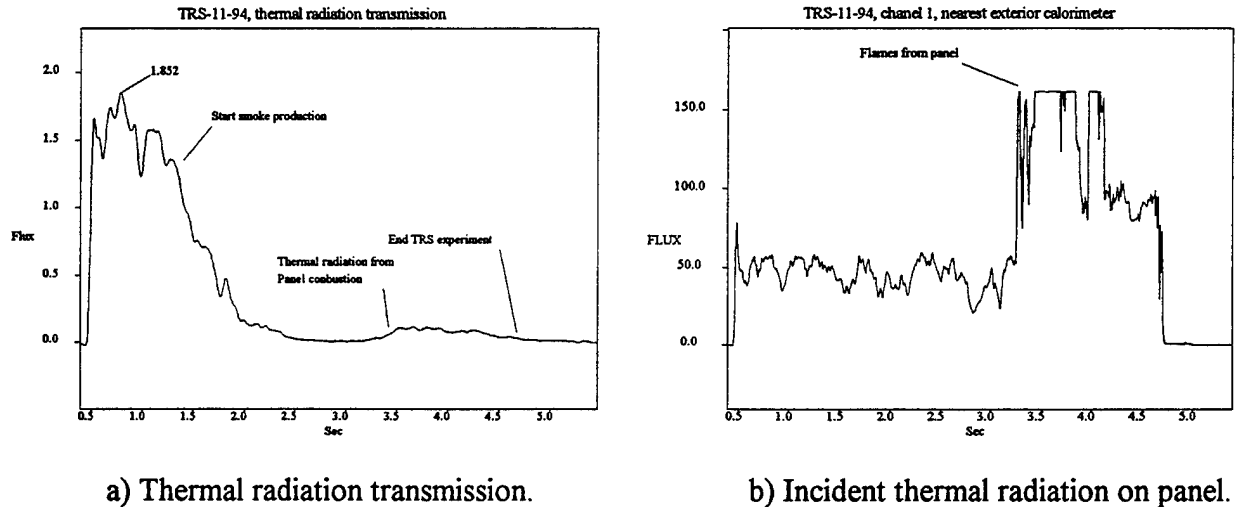 TRS-11-94, thermal radiation transmission
2.0
1.852
Start smoke production
1.5
1.0
Flux
0.5
End TRS experiment
Thermal radiation from
Panel conbustion
0.0
0.5 1.0 1.5 2.0 2.5 3.0 3.5 4.0 4.5 5.0
Sec
a) Thermal radiation transmission.
TRS-11-94, chanel 1, nearest exterior calorimeter
Flames from panel
150.0
100.0
FLUX
50.0
0.0
0.5 1.0 1.5 2.0 2.5 3.0 3.5 4.0 4.5 5.0
Sec
b) Incident thermal radiation on panel.